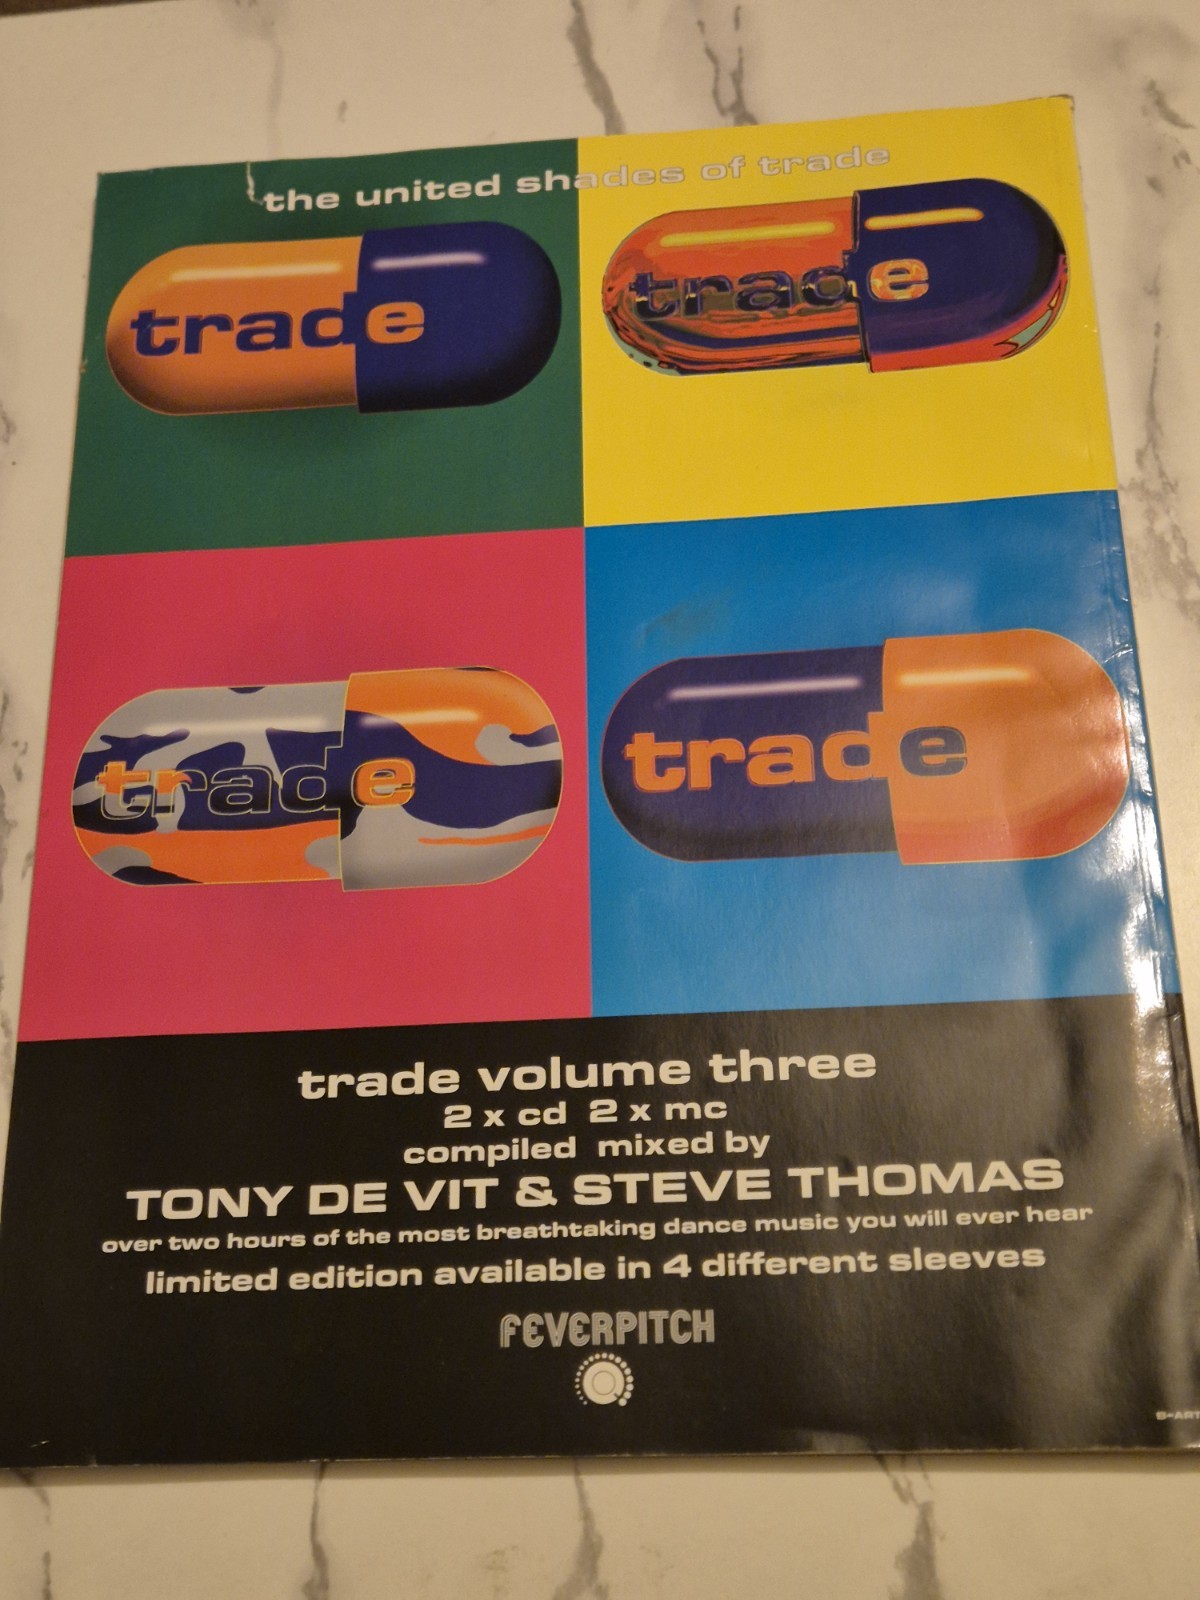 the united shades of trade
trade
trade
trade
trade
trade volume three
2 x cd 2 x mc
compiled mixed by
TONY DE VIT & STEVE THOMAS
over two hours of the most breathtaking dance music you will ever hear
limited edition available in 4 different sleeves
FEVERPITCH